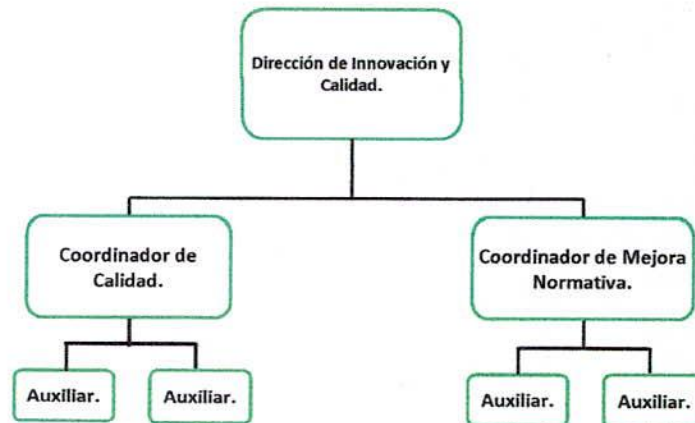 Dirección de Innovación y
Calidad.
Coordinador de
Calidad.
Coordinador de Mejora
Normativa.
Auxiliar.
Auxiliar.
Auxiliar.
Auxiliar.